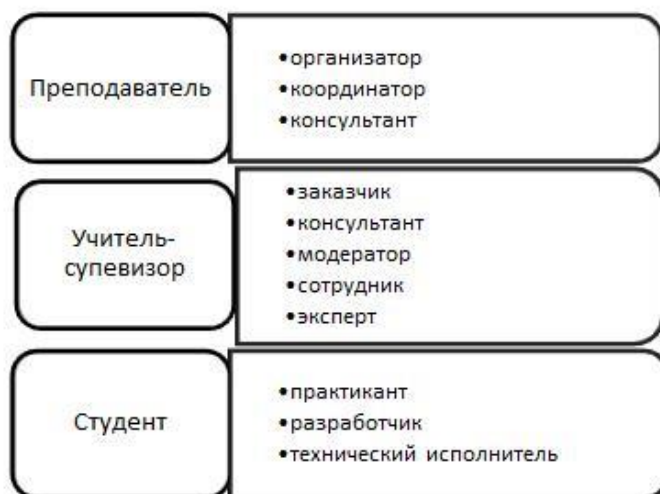 Преподаватель
•организатор
•координатор
•консультант
Учитель-
супевизор
•заказчик
•консультант
•модератор
•сотрудник
•эксперт
Студент
•практикант
•разработчик
•технический исполнитель